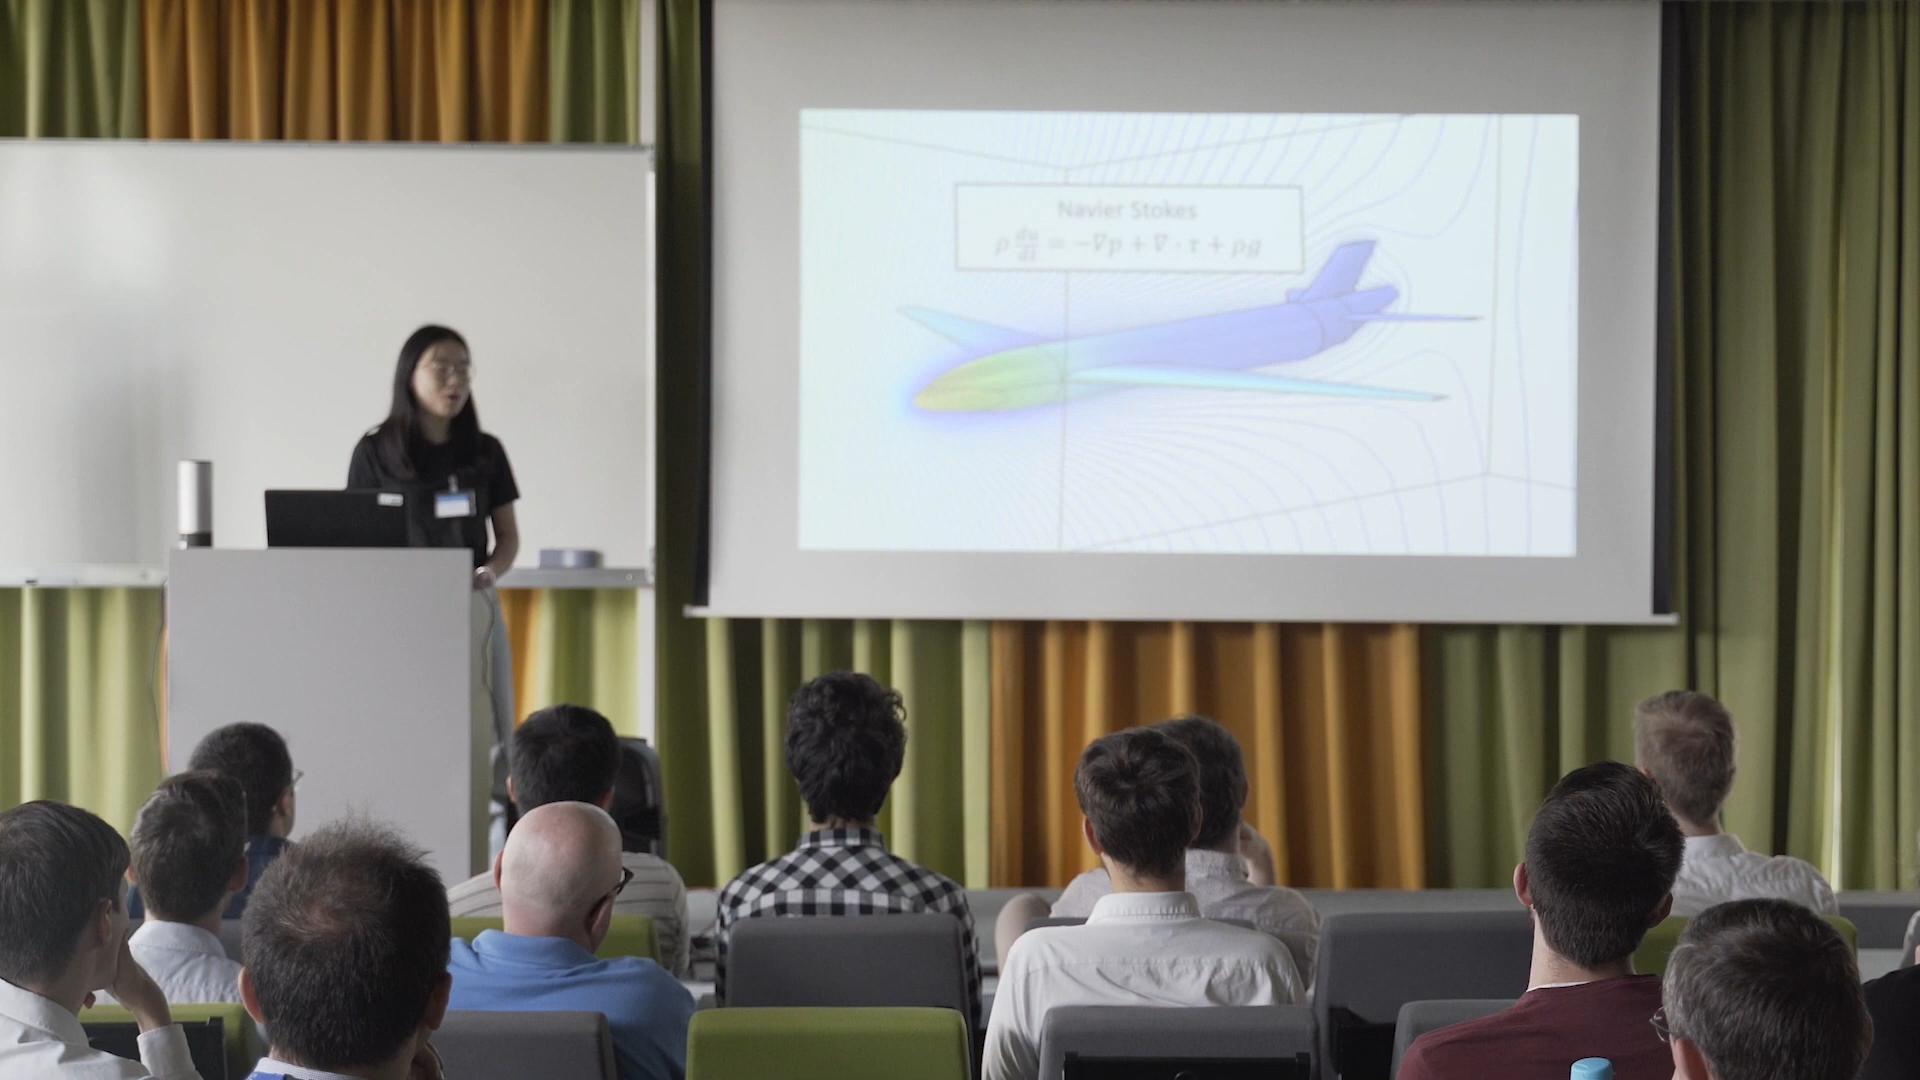 Navier Stokes
ρ du/dt = −∇p + ∇ · τ + ρg